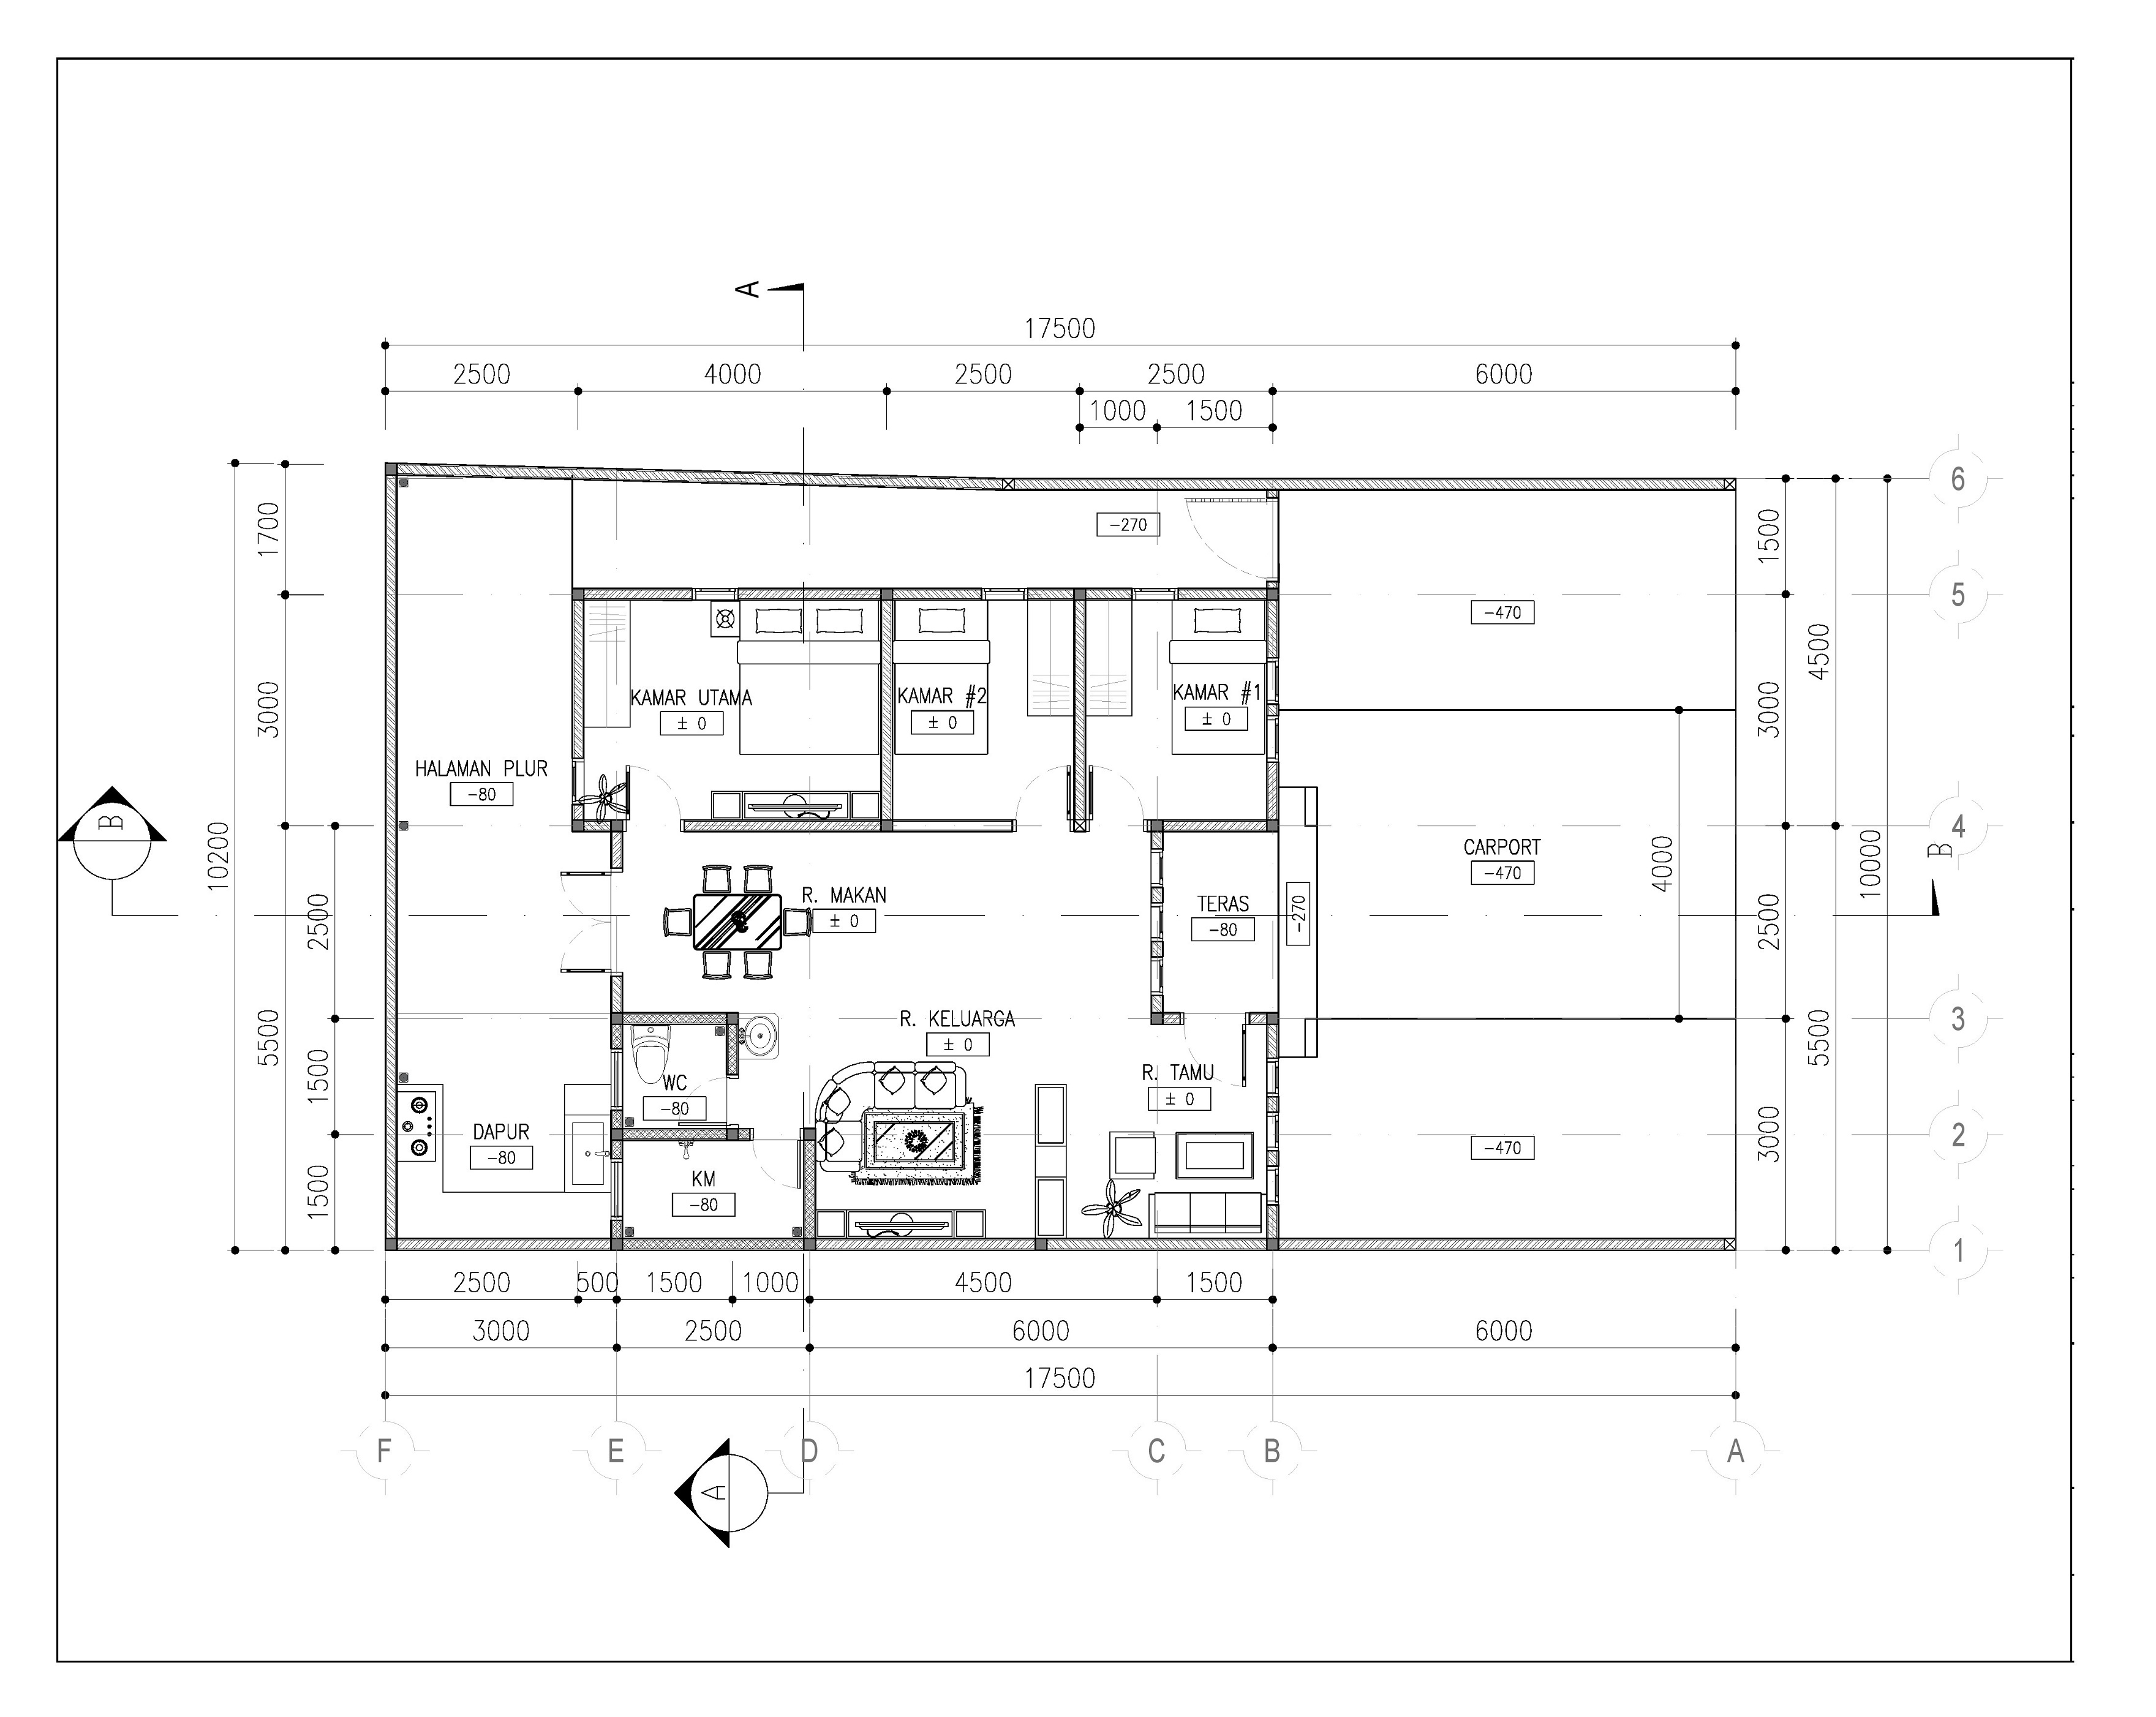 A
17500
2500 4000 2500 2500 6000
1000 1500
6
5
4
3
2
1
1700
3000
5500
10200
2500
1500
1500
1500
3000
2500
3000
4500
5500
10000
4000
-270
-470
KAMAR UTAMA
± 0
KAMAR #2
± 0
KAMAR #1
± 0
HALAMAN PLUR
-80
B
R. MAKAN
± 0
TERAS
-80
-270
CARPORT
-470
B
R. KELUARGA
± 0
WC
-80
R. TAMU
± 0
DAPUR
-80
KM
-80
-470
2500 500 1500 1000 4500 1500
3000 2500 6000 6000
17500
F E D C B A
A